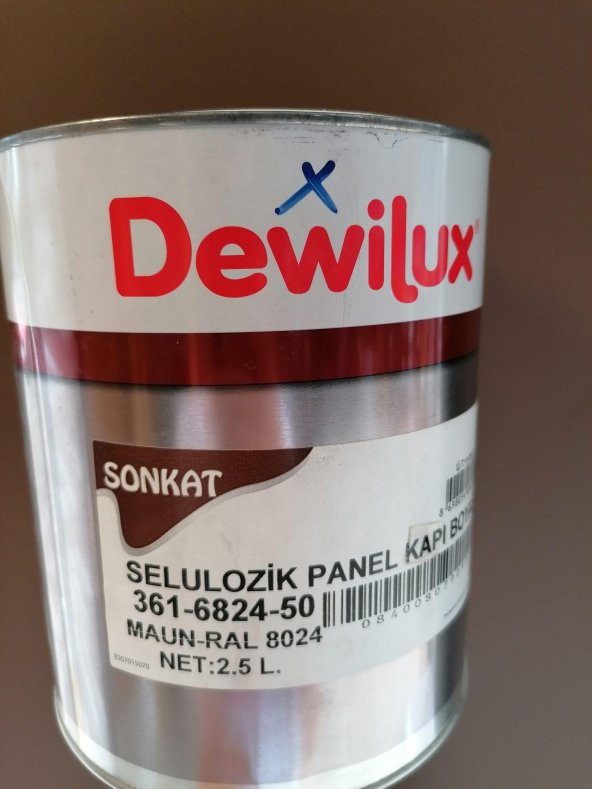 Dewilux
SONKAT
SELULOZİK PANEL KAPI
361-6824-50
MAUN-RAL 8024
NET:2.5 L.